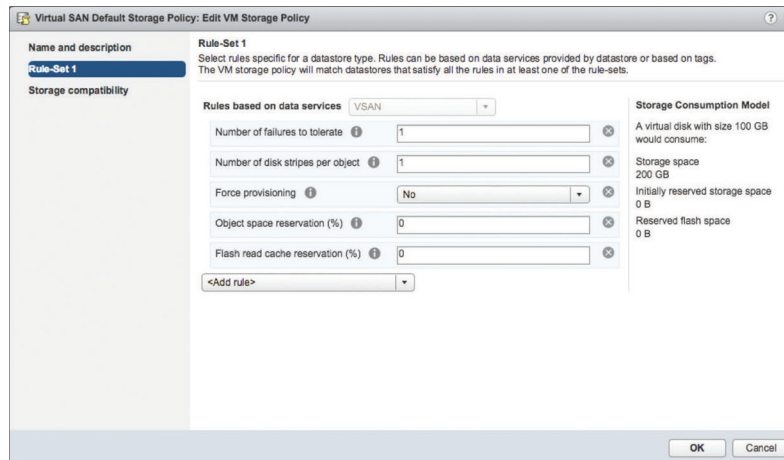 Virtual SAN Default Storage Policy: Edit VM Storage Policy
?
Name and description
Rule-Set 1
Storage compatibility
Rule-Set 1
Select rules specific for a datastore type. Rules can be based on data services provided by datastore or based on tags.
The VM storage policy will match datastores that satisfy all the rules in at least one of the rule-sets.
Rules based on data services VSAN
Number of failures to tolerate 1
Number of disk stripes per object 1
Force provisioning No
Object space reservation (%) 0
Flash read cache reservation (%) 0
<Add rule>
Storage Consumption Model
A virtual disk with size 100 GB
would consume:
Storage space
200 GB
Initially reserved storage space
0 B
Reserved flash space
0 B
OK Cancel